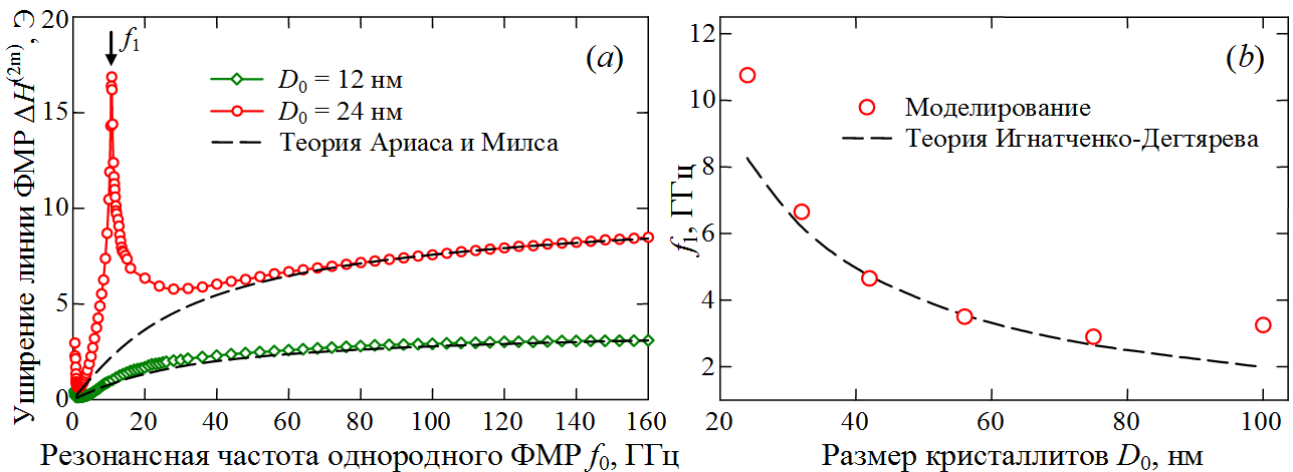 Уширение линии ФМР ΔH(2m), Э
20
15
10
5
0
f1
(a)
D0 = 12 нм
D0 = 24 нм
Теория Ариаса и Милса
0 20 40 60 80 100 120 140 160
Резонансная частота однородного ФМР f0, ГГц
f1, ГГц
12
10
8
6
4
2
(b)
Моделирование
Теория Игнатченко-Дегтярева
20 40 60 80 100
Размер кристаллитов D0, нм